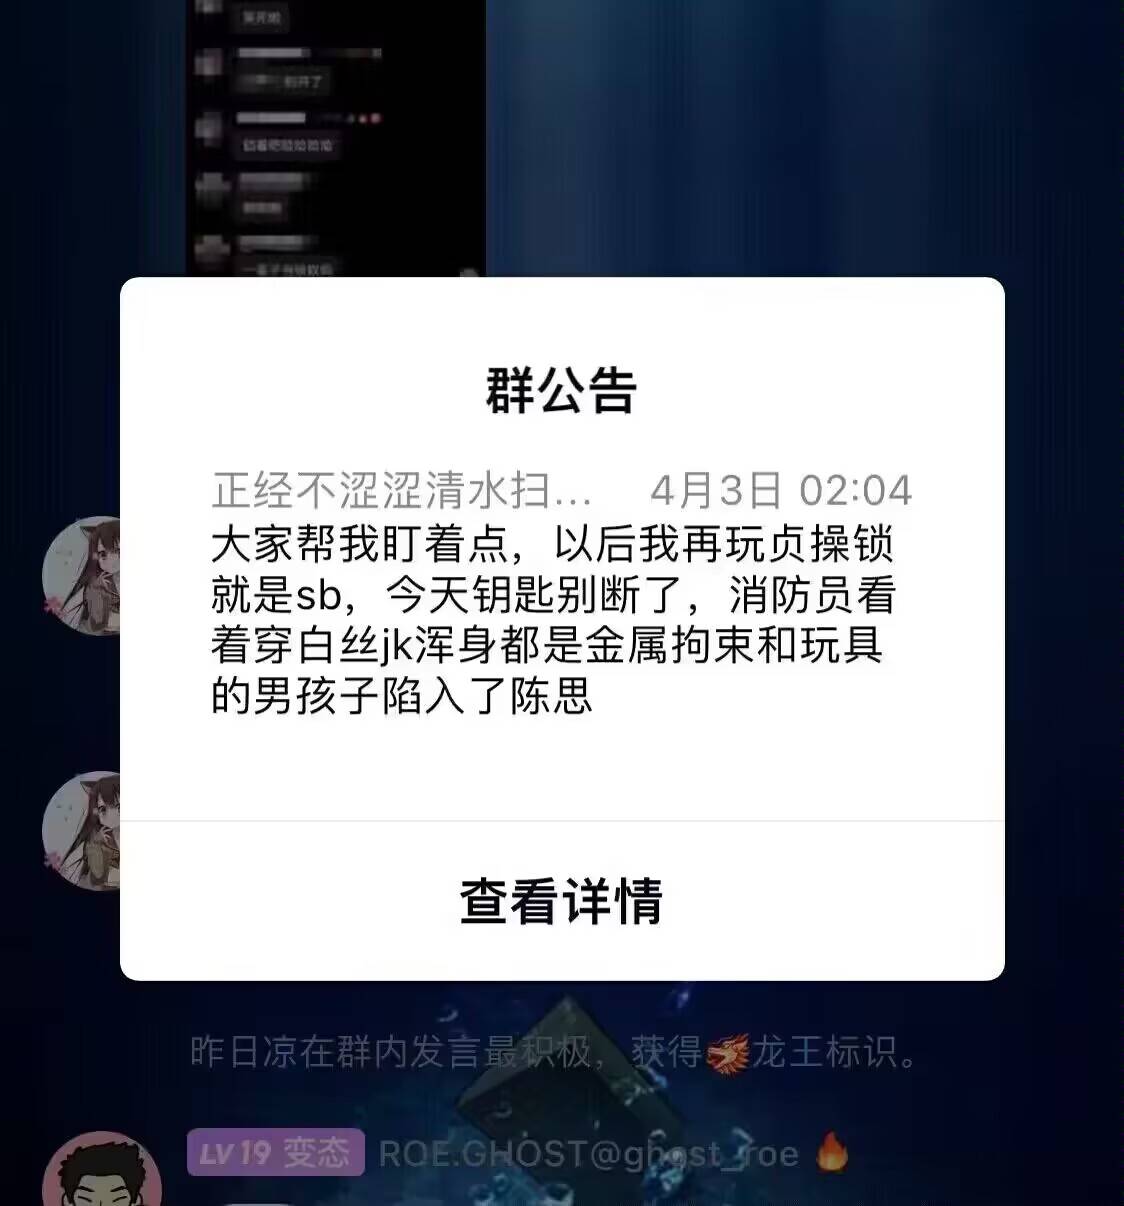 群公告
正经不涩涩清水扫... 4月3日 02:04
大家帮我盯着点，以后我再玩贞操锁
就是sb，今天钥匙别断了，消防员看
着穿白丝jk浑身都是金属拘束和玩具
的男孩子陷入了陈思
查看详情
昨日凉在群内发言最积极，获得龙王标识。
LV19 变态 ROE.GHOST@ghost_roe